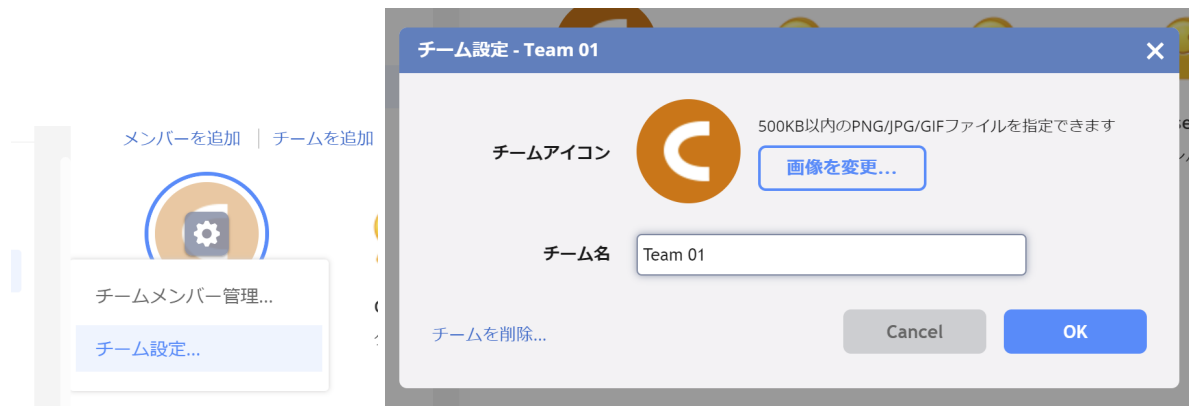 メンバーを追加 チームを追加
チームメンバー管理...
チーム設定...
チーム設定 - Team 01
チームアイコン
500KB以内のPNG/JPG/GIFファイルを指定できます
画像を変更...
チーム名
Team 01
チームを削除...
Cancel
OK